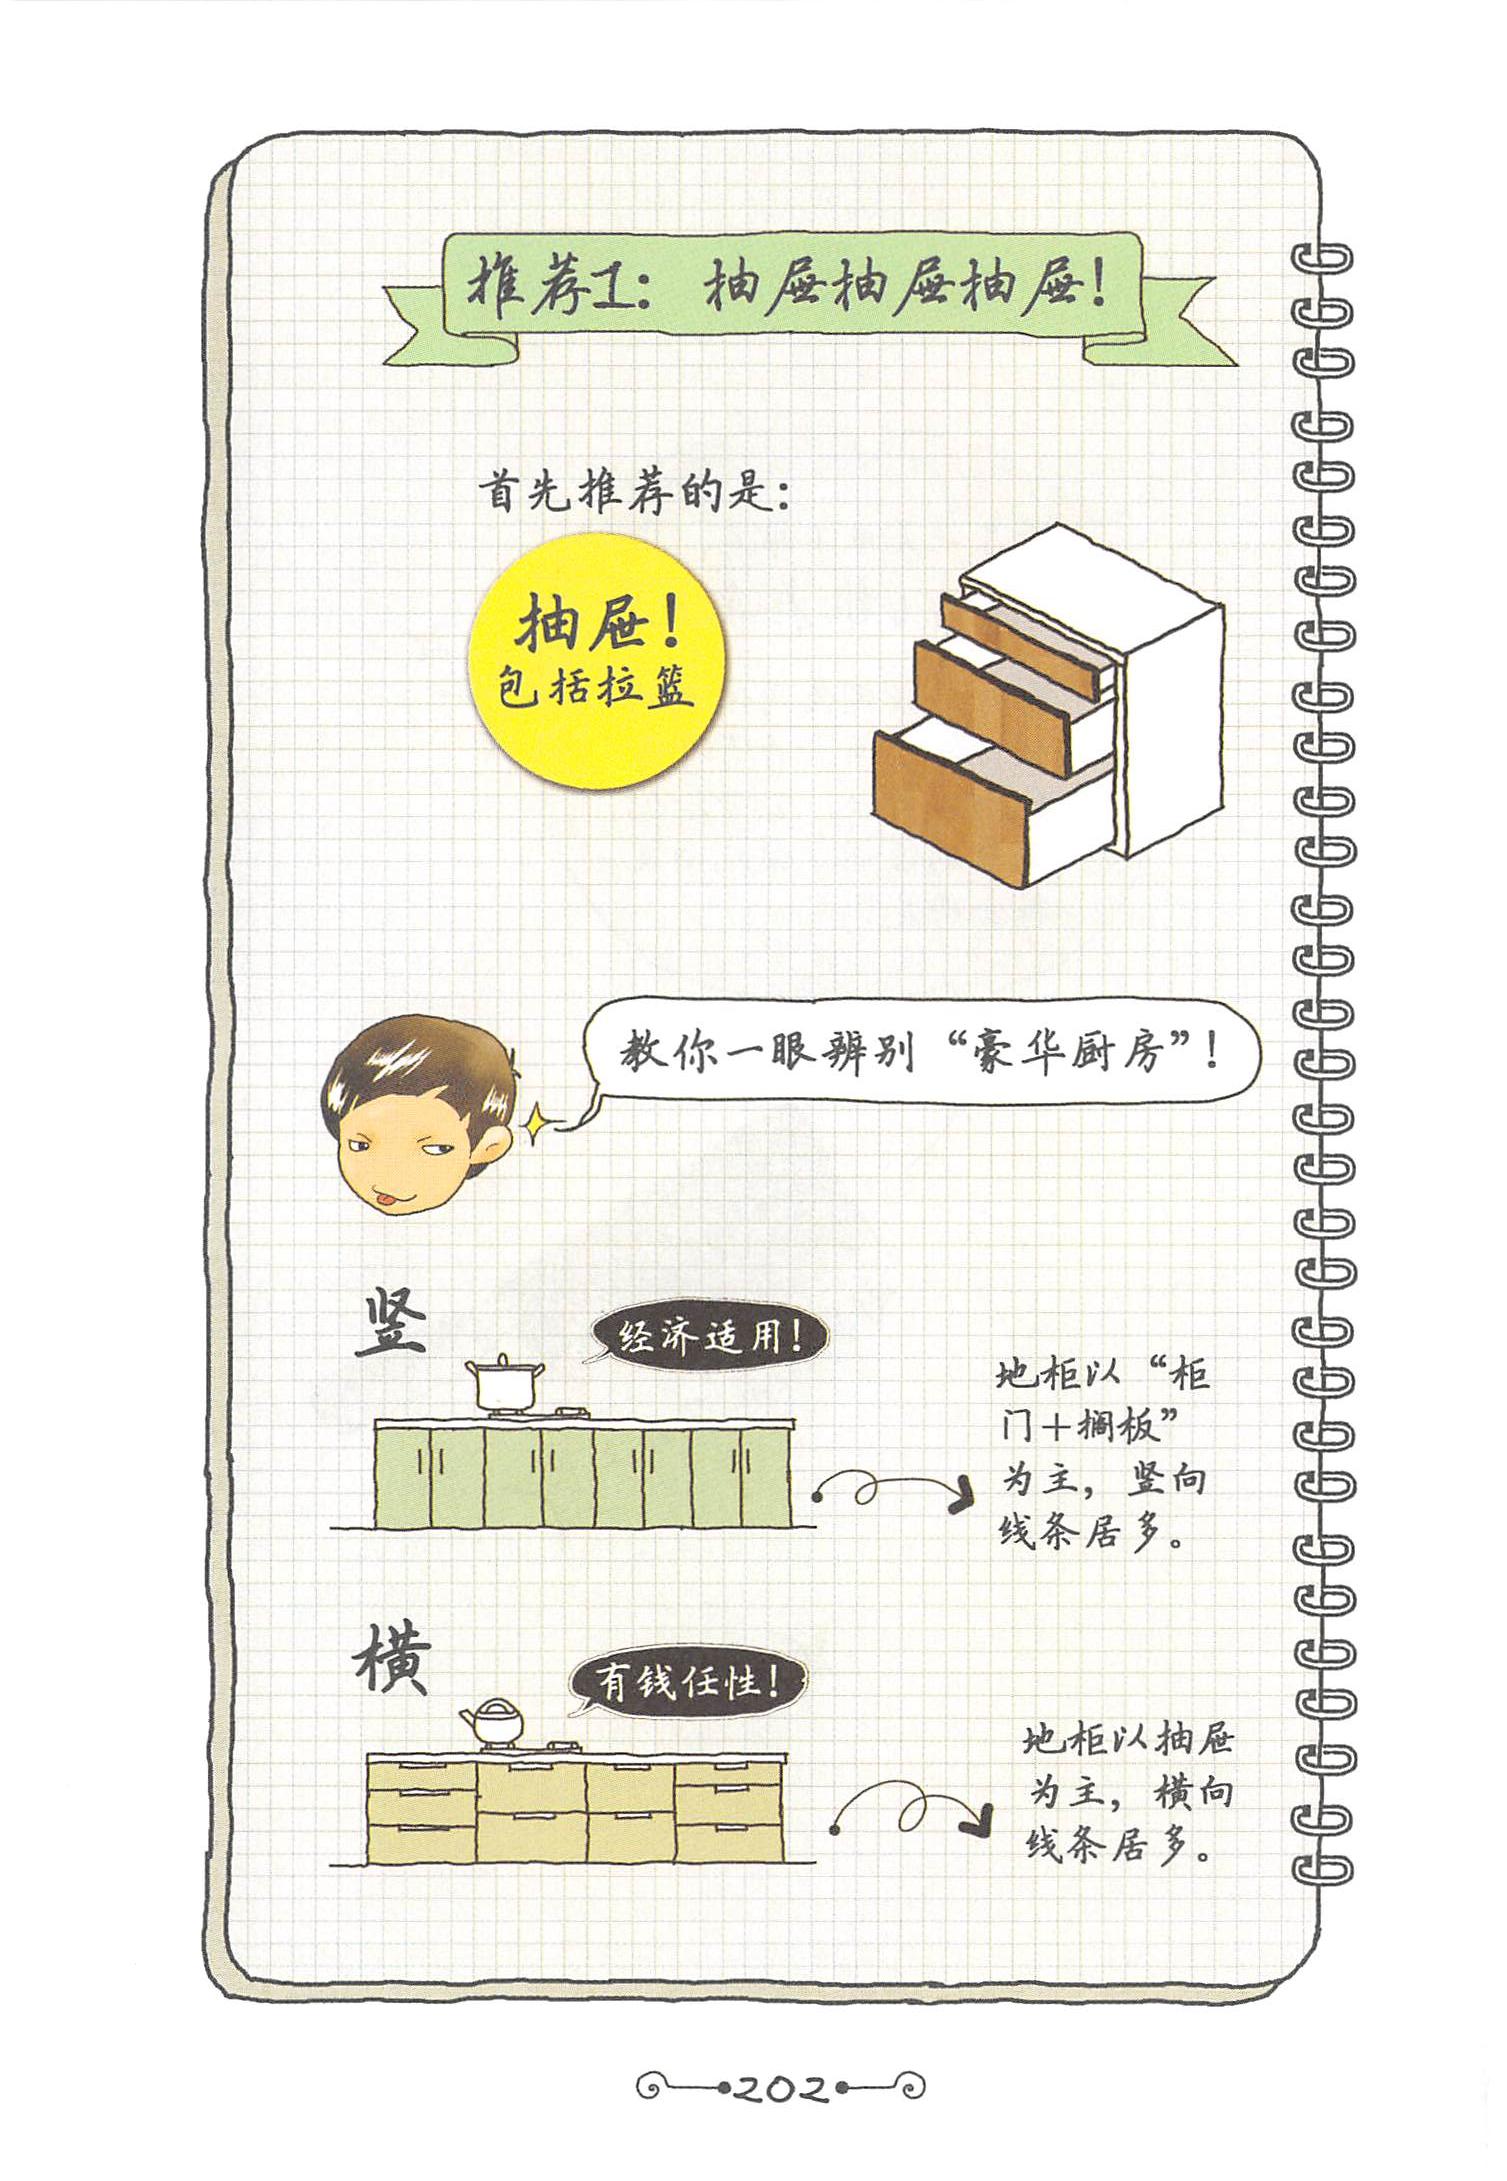 推荐1：抽屉抽屉抽屉！
首先推荐的是：
抽屉！
包括拉篮
教你一眼辨别“豪华厨房”！
竖
经济适用！
地柜以“柜
门＋搁板”
为主，竖向
线条居多。
横
有钱任性！
地柜以抽屉
为主，横向
线条居多。
202